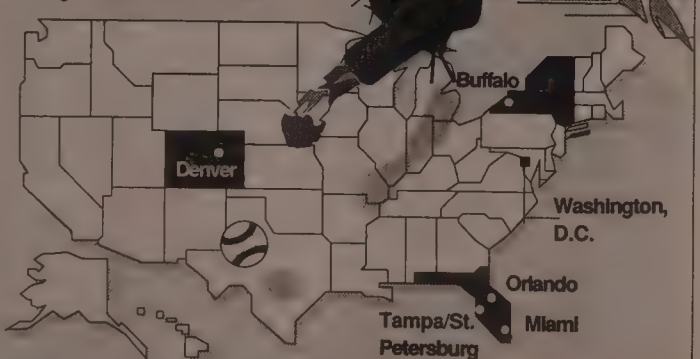 Buffalo
Denver
Washington,
D.C.
Orlando
Tampa/St. Miami
Petersburg